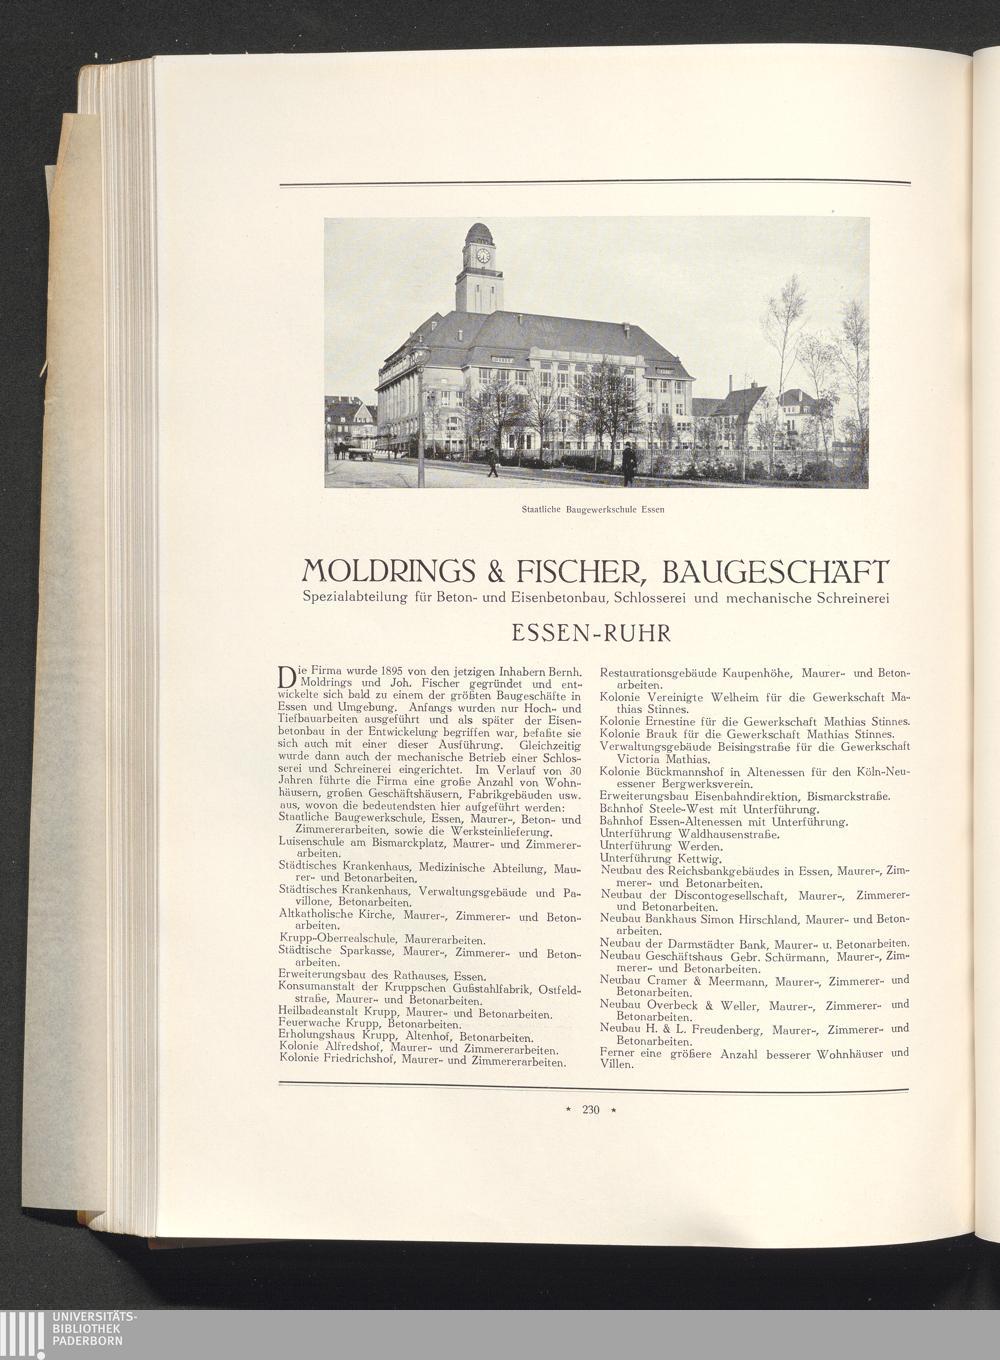 Staatliche Baugewerkschule Essen
MOLDRINGS & FISCHER, BAUGESCHÄFT
Spezialabteilung für Beton- und Eisenbetonbau, Schlosserei und mechanische Schreinerei
ESSEN-RUHR
Die Firma wurde 1895 von den jetzigen Inhabern Bernh.
Moldrings und Joh. Fischer gegründet und ent-
wickelte sich bald zu einem der größten Baugeschäfte in
Essen und Umgebung. Anfangs wurden nur Hoch- und
Tiefbauarbeiten ausgeführt und als später der Eisen-
betonbau in der Entwickelung begriffen war, befaßte sie
sich auch mit einer dieser Ausführung. Gleichzeitig
wurde dann auch der mechanische Betrieb einer Schlos-
serei und Schreinerei eingerichtet. Im Verlauf von 30
Jahren führte die Firma eine große Anzahl von Wohn-
häusern, großen Geschäftshäusern, Fabrikgebäuden usw.
aus, wovon die bedeutendsten hier aufgeführt werden:
Staatliche Baugewerkschule, Essen, Maurer-, Beton- und
Zimmererarbeiten, sowie die Werksteinlieferung.
Luisenschule am Bismarckplatz, Maurer- und Zimmerer-
arbeiten.
Städtisches Krankenhaus, Medizinische Abteilung, Mau-
rer- und Betonarbeiten.
Städtisches Krankenhaus, Verwaltungsgebäude und Pa-
villone, Betonarbeiten.
Altkatholische Kirche, Maurer-, Zimmerer- und Beton-
arbeiten.
Krupp-Oberrealschule, Maurerarbeiten.
Städtische Sparkasse, Maurer-, Zimmerer- und Beton-
arbeiten.
Erweiterungsbau des Rathauses, Essen.
Konsumanstalt der Kruppschen Gußstahlfabrik, Ostfeld-
straße, Maurer- und Betonarbeiten.
Heilbadeanstalt Krupp, Maurer- und Betonarbeiten.
Feuerwache Krupp, Betonarbeiten.
Erholungshaus Krupp, Altenhof, Betonarbeiten.
Kolonie Alfredshof, Maurer- und Zimmererarbeiten.
Kolonie Friedrichshof, Maurer- und Zimmererarbeiten.
Restaurationsgebäude Kaupenhöhe, Maurer- und Beton-
arbeiten.
Kolonie Vereinigte Welheim für die Gewerkschaft Ma-
thias Stinnes.
Kolonie Ernestine für die Gewerkschaft Mathias Stinnes.
Kolonie Brauk für die Gewerkschaft Mathias Stinnes.
Verwaltungsgebäude Beisingstraße für die Gewerkschaft
Victoria Mathias.
Kolonie Bückmannshof in Altenessen für den Köln-Neu-
essener Bergwerksverein.
Erweiterungsbau Eisenbahndirektion, Bismarckstraße.
Bahnhof Steele-West mit Unterführung.
Bahnhof Essen-Altenessen mit Unterführung.
Unterführung Waldhausenstraße.
Unterführung Werden.
Unterführung Kettwig.
Neubau des Reichsbankgebäudes in Essen, Maurer-, Zim-
merer- und Betonarbeiten.
Neubau der Discontogesellschaft, Maurer-, Zimmerer-
und Betonarbeiten.
Neubau Bankhaus Simon Hirschland, Maurer- und Beton-
arbeiten.
Neubau der Darmstädter Bank, Maurer- u. Betonarbeiten.
Neubau Geschäftshaus Gebr. Schürmann, Maurer-, Zim-
merer- und Betonarbeiten.
Neubau Cramer & Meermann, Maurer-, Zimmerer- und
Betonarbeiten.
Neubau Overbeck & Weller, Maurer-, Zimmerer- und
Betonarbeiten.
Neubau H. & L. Freudenberg, Maurer-, Zimmerer- und
Betonarbeiten.
Ferner eine größere Anzahl besserer Wohnhäuser und
Villen.
* 230 *
UNIVERSITÄTS-
BIBLIOTHEK
PADERBORN